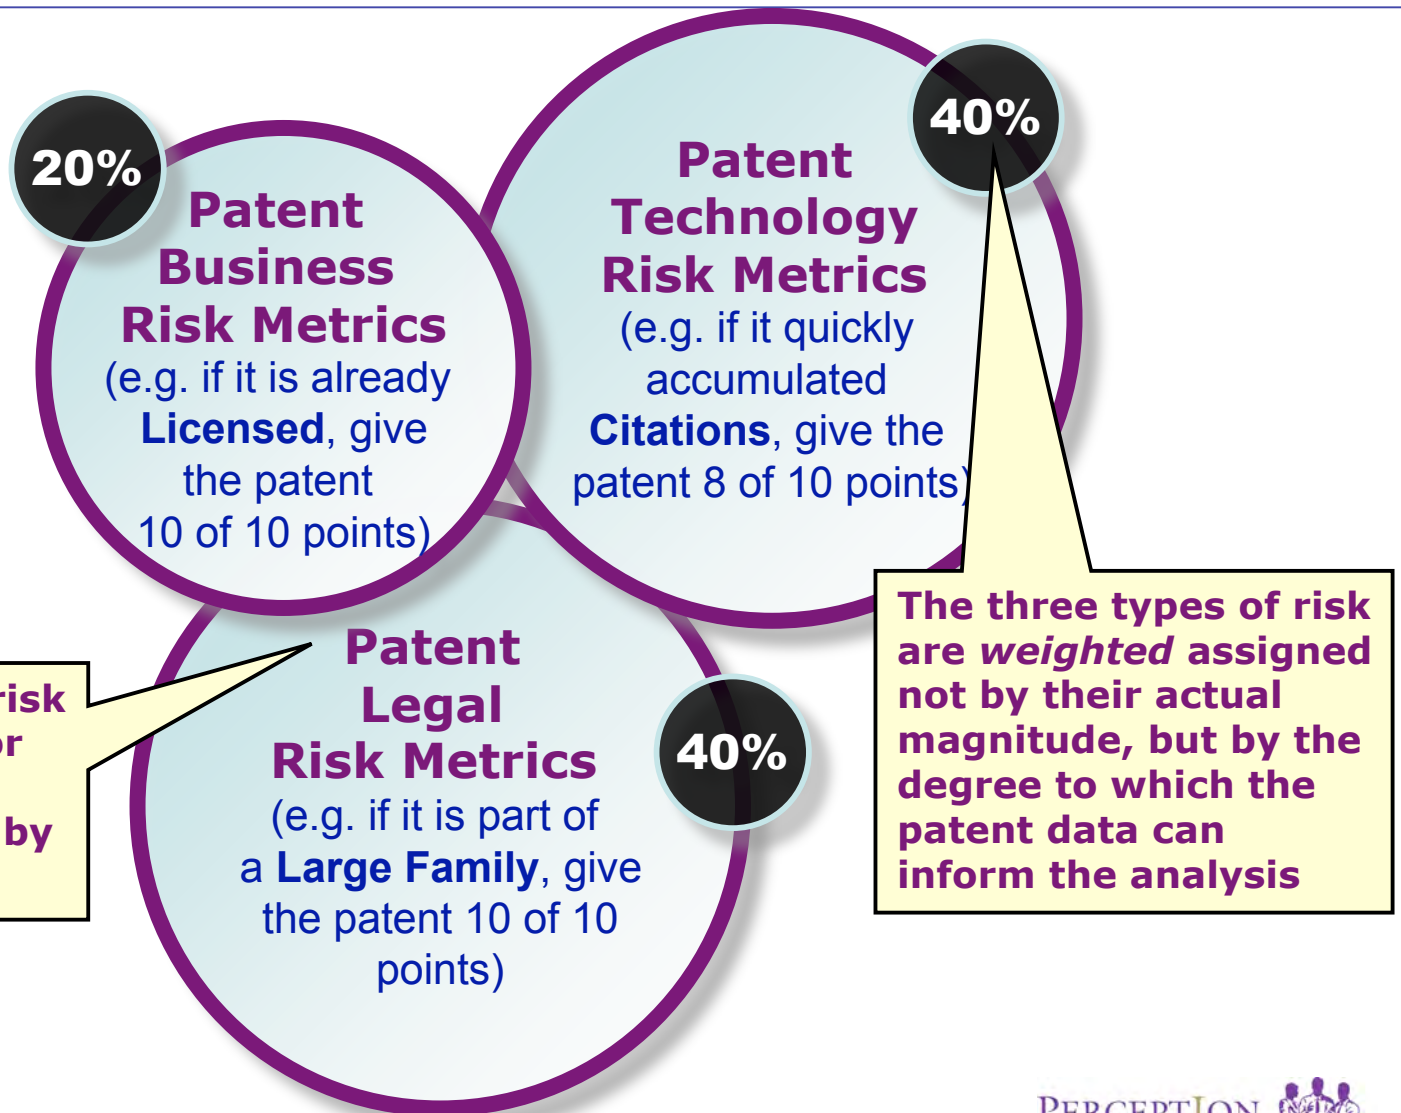 20%
Patent
Business
Risk Metrics
(e.g. if it is already
Licensed, give
the patent
10 of 10 points)
40%
Patent
Technology
Risk Metrics
(e.g. if it quickly
accumulated
Citations, give the
patent 8 of 10 points)
The three types of risk
are weighted assigned
not by their actual
magnitude, but by the
degree to which the
patent data can
inform the analysis
risk
by
Patent
Legal
Risk Metrics
(e.g. if it is part of
a Large Family, give
the patent 10 of 10
points)
40%
PERCEPTION